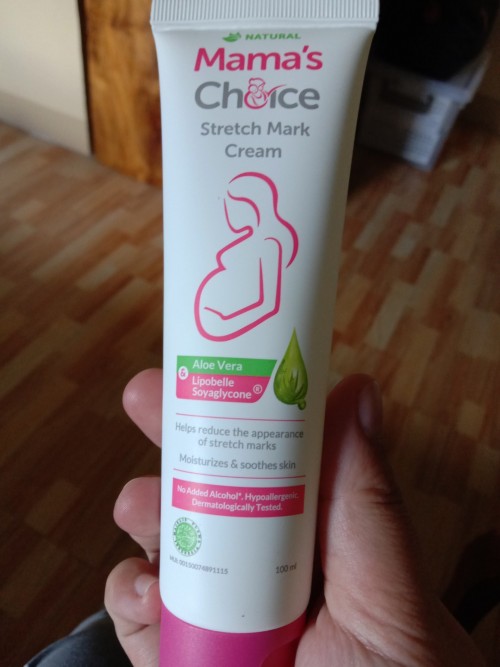 NATURAL
Mama's
Choice
Stretch Mark
Cream
Aloe Vera
&
Lipobelle
Soyaglycone®
Helps reduce the appearance
of stretch marks
Moisturizes & soothes skin
No Added Alcohol*, Hypoallergenic,
Dermatologically Tested.
100 ml